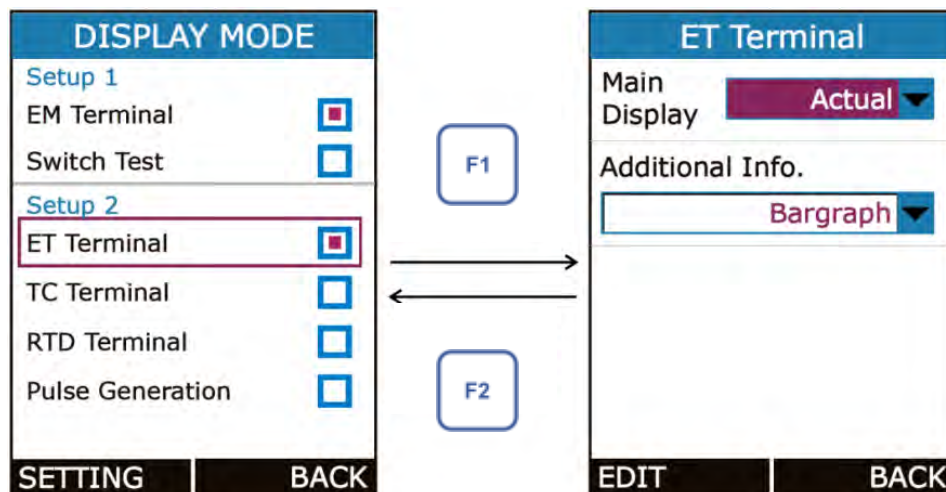 DISPLAY MODE
Setup 1
EM Terminal
Switch Test
Setup 2
ET Terminal
TC Terminal
RTD Terminal
Pulse Generation
SETTING BACK
F1
F2
ET Terminal
Main
Display
Actual
Additional Info.
Bargraph
EDIT BACK